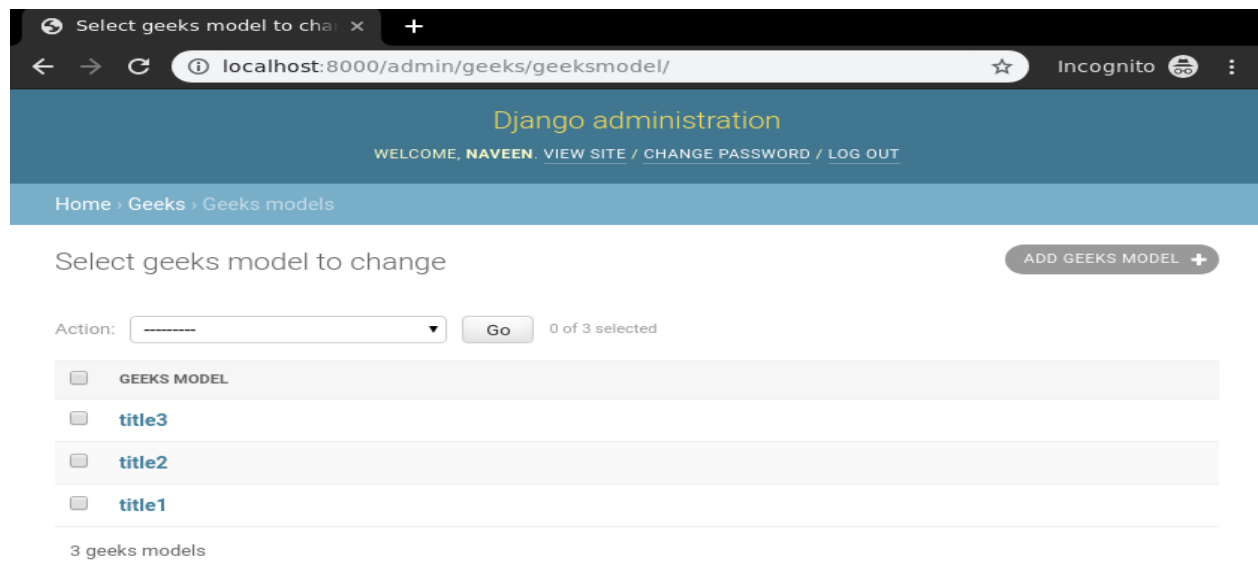 Select geeks model to cha
localhost:8000/admin/geeks/geeksmodel/
Incognito
Django administration
WELCOME, NAVEEN. VIEW SITE / CHANGE PASSWORD / LOG OUT
Home › Geeks › Geeks models
Select geeks model to change
ADD GEEKS MODEL +
Action: --------- Go 0 of 3 selected
GEEKS MODEL
title3
title2
title1
3 geeks models